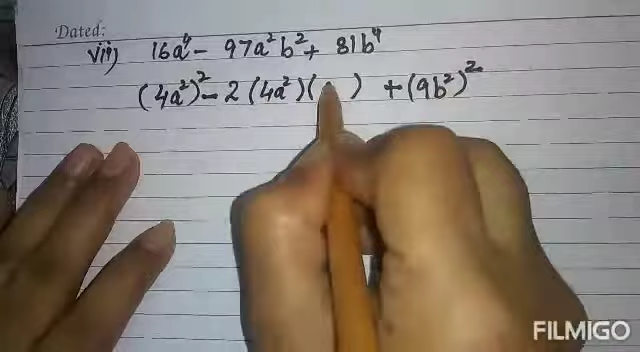 Dated:
vii) 16a⁴ - 97a²b² + 81b⁴
(4a²)² - 2(4a²)( ) + (9b²)²
FILMIGO